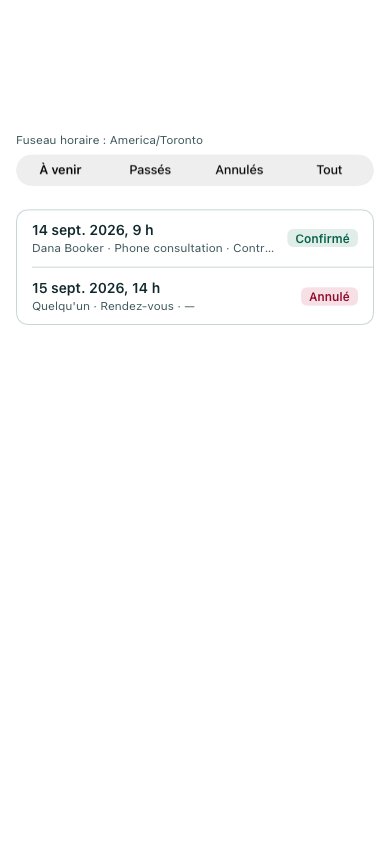 Fuseau horaire : America/Toronto
À venir Passés Annulés Tout
14 sept. 2026, 9 h
Dana Booker · Phone consultation · Contr…
Confirmé
15 sept. 2026, 14 h
Quelqu'un · Rendez-vous · —
Annulé